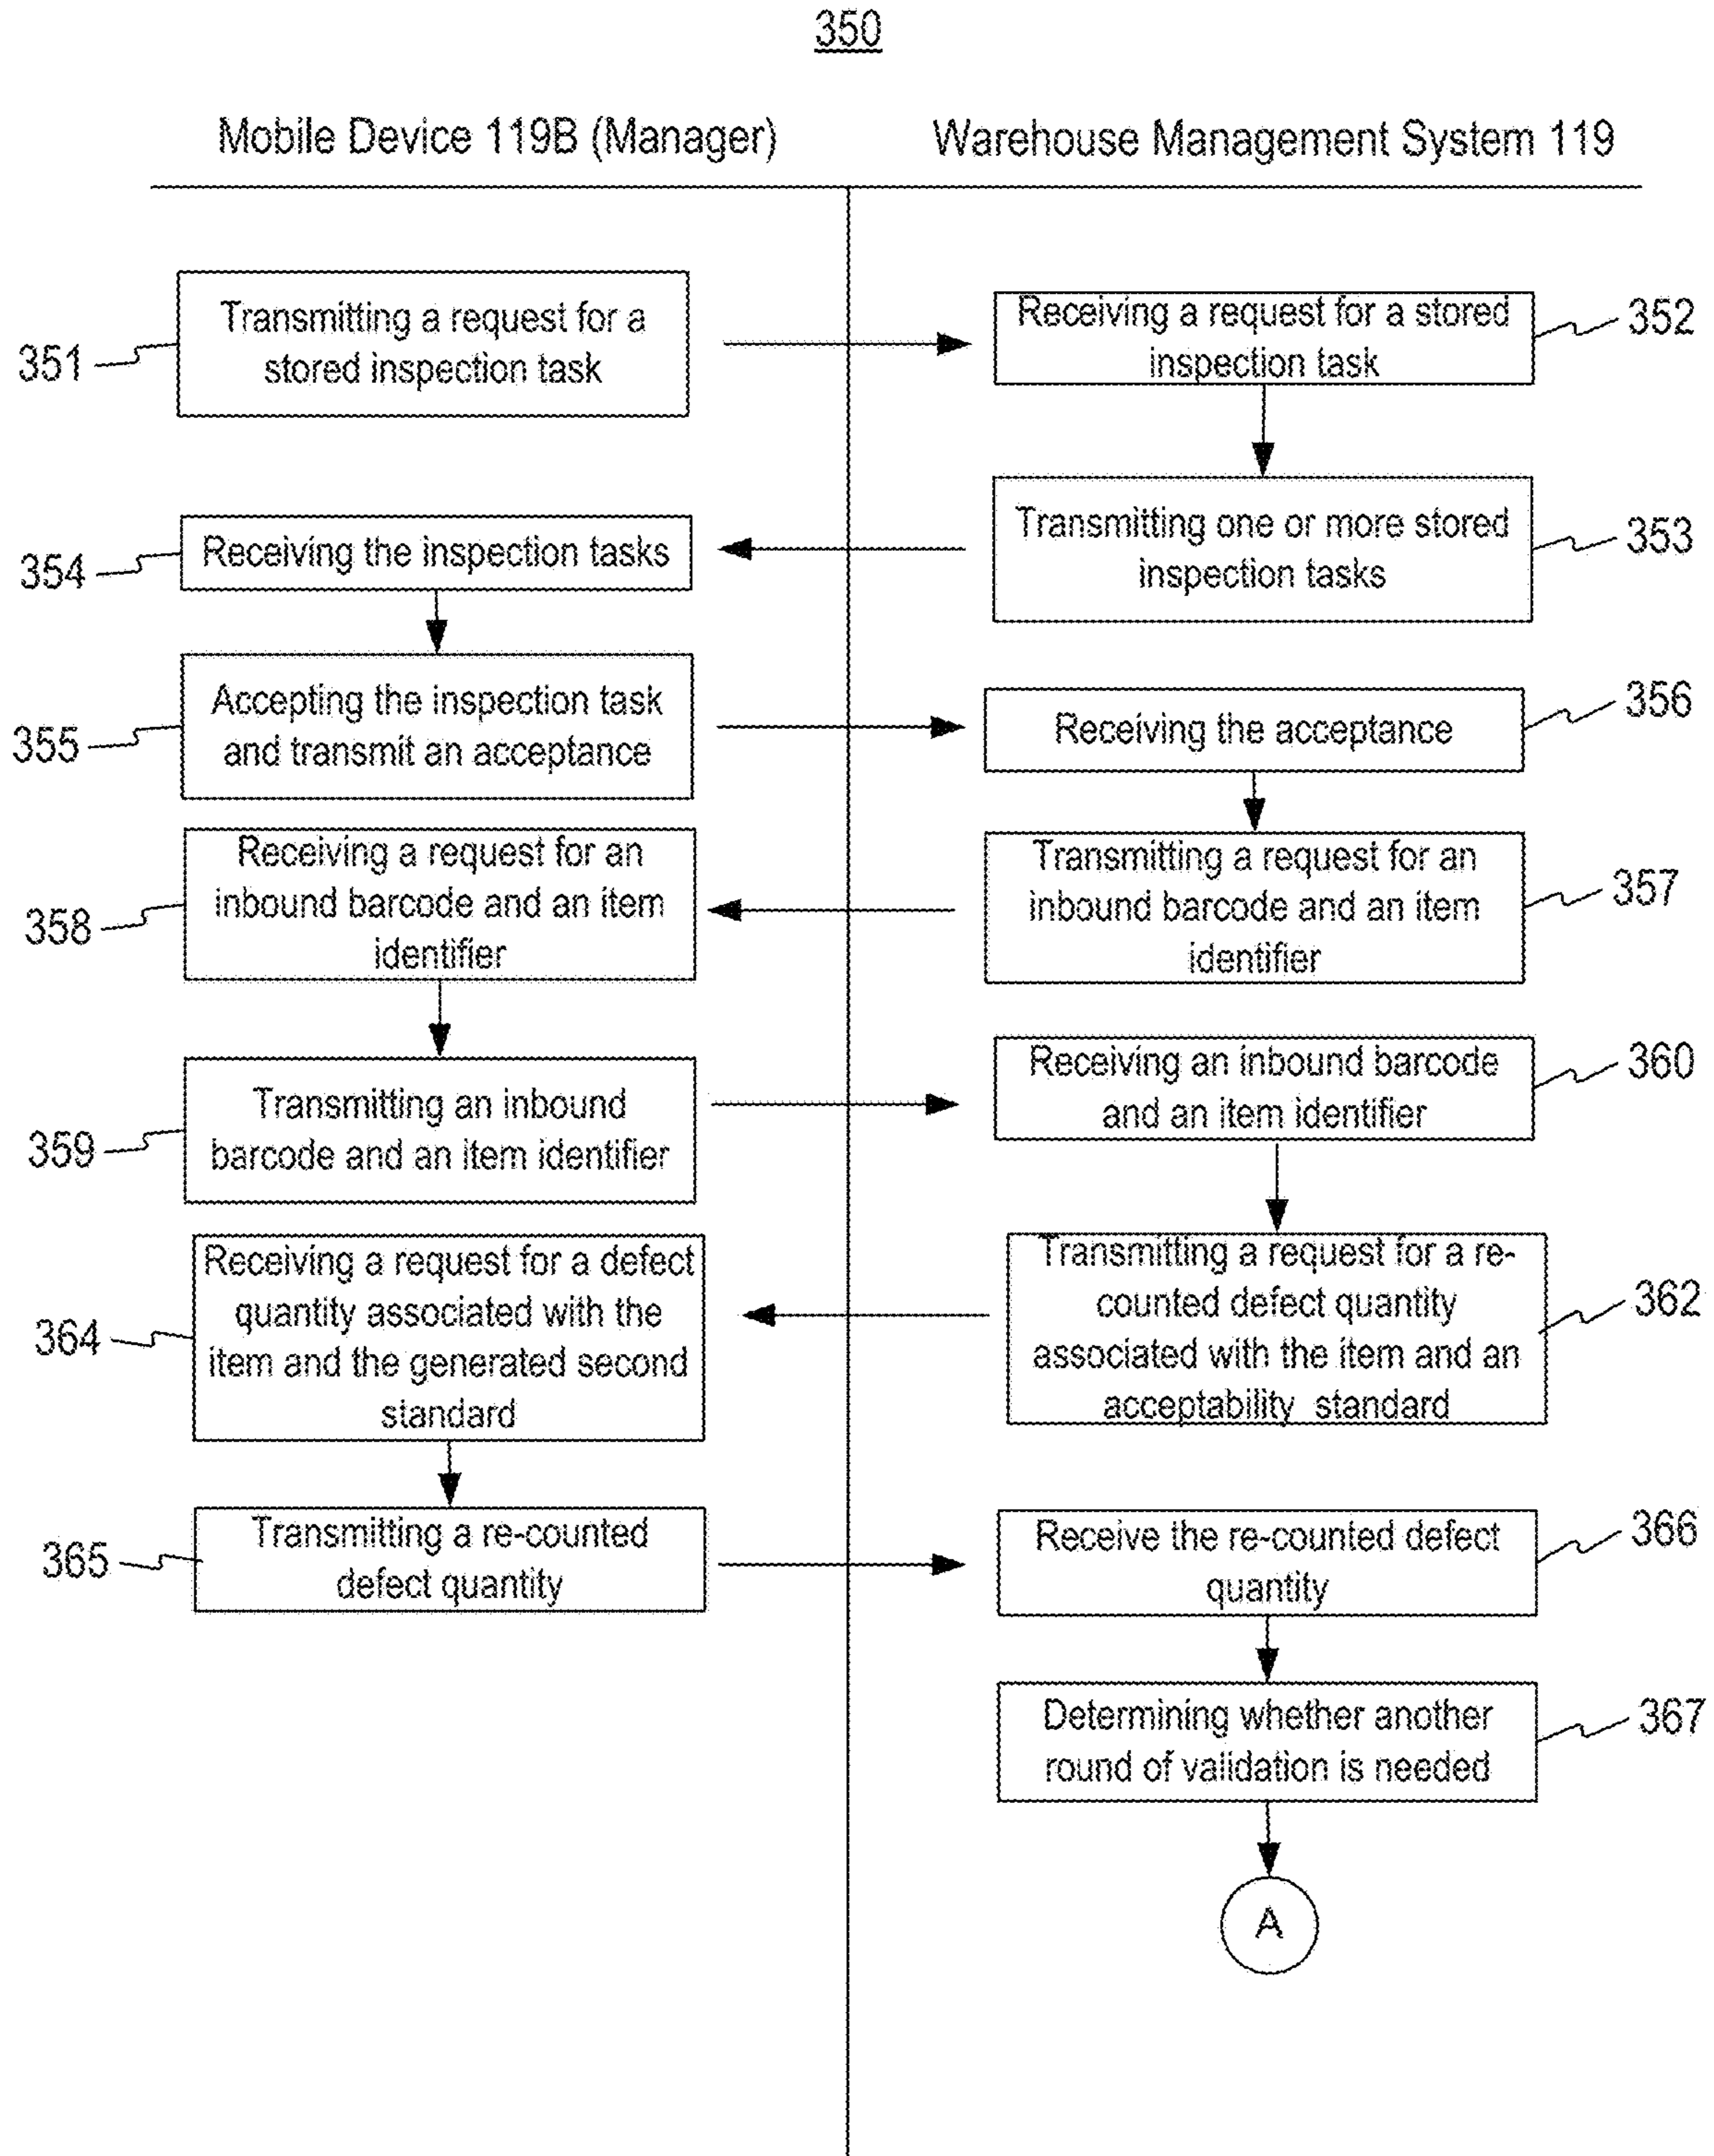 350
Mobile Device 119B (Manager)
Warehouse Management System 119
351
Transmitting a request for a
stored inspection task
Receiving a request for a stored
inspection task
352
Transmitting one or more stored
inspection tasks
353
354
Receiving the inspection tasks
355
Accepting the inspection task
and transmit an acceptance
Receiving the acceptance
356
Transmitting a request for an
inbound barcode and an item
identifier
357
358
Receiving a request for an
inbound barcode and an item
identifier
359
Transmitting an inbound
barcode and an item identifier
Receiving an inbound barcode
and an item identifier
360
Transmitting a request for a re-
counted defect quantity
associated with the item and an
acceptability standard
362
364
Receiving a request for a defect
quantity associated with the
item and the generated second
standard
365
Transmitting a re-counted
defect quantity
Receive the re-counted defect
quantity
366
Determining whether another
round of validation is needed
367
A